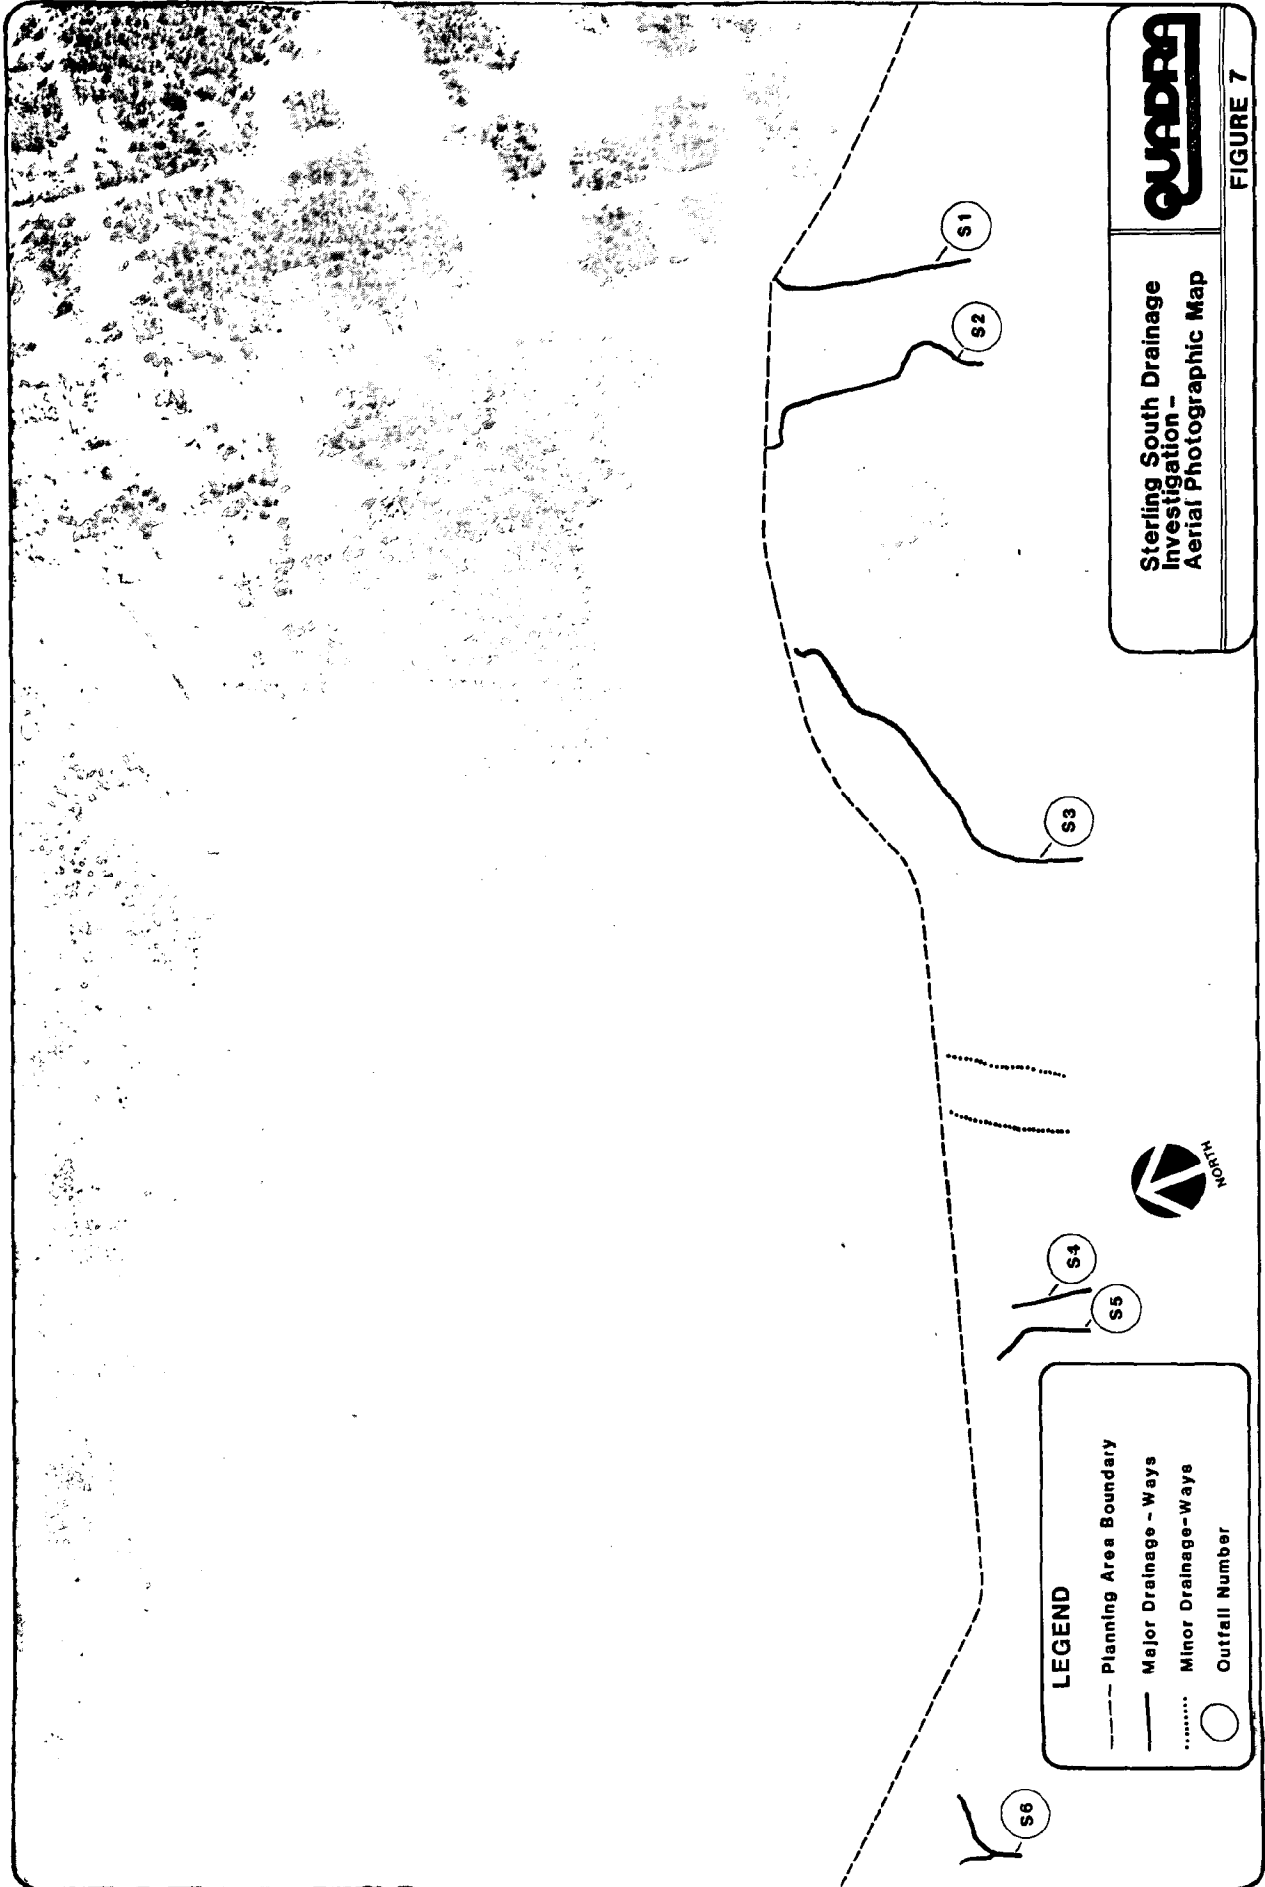 S1
S2
S3
S4
S5
S6
NORTH
LEGEND
Planning Area Boundary
Major Drainage-Ways
Minor Drainage-Ways
Outfall Number
Sterling South Drainage
Investigation –
Aerial Photographic Map
QUADRA
FIGURE 7